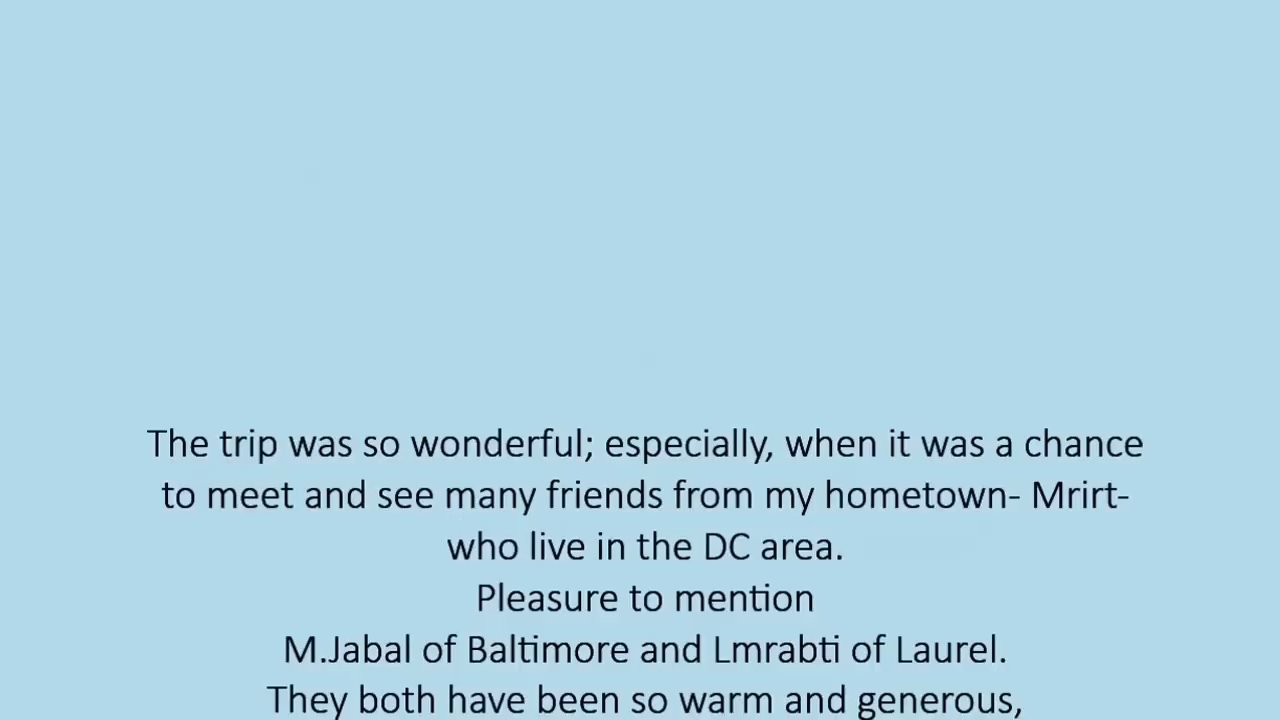 The trip was so wonderful; especially, when it was a chance
to meet and see many friends from my hometown- Mrirt-
who live in the DC area.
Pleasure to mention
M.Jabal of Baltimore and Lmrabti of Laurel.
They both have been so warm and generous,